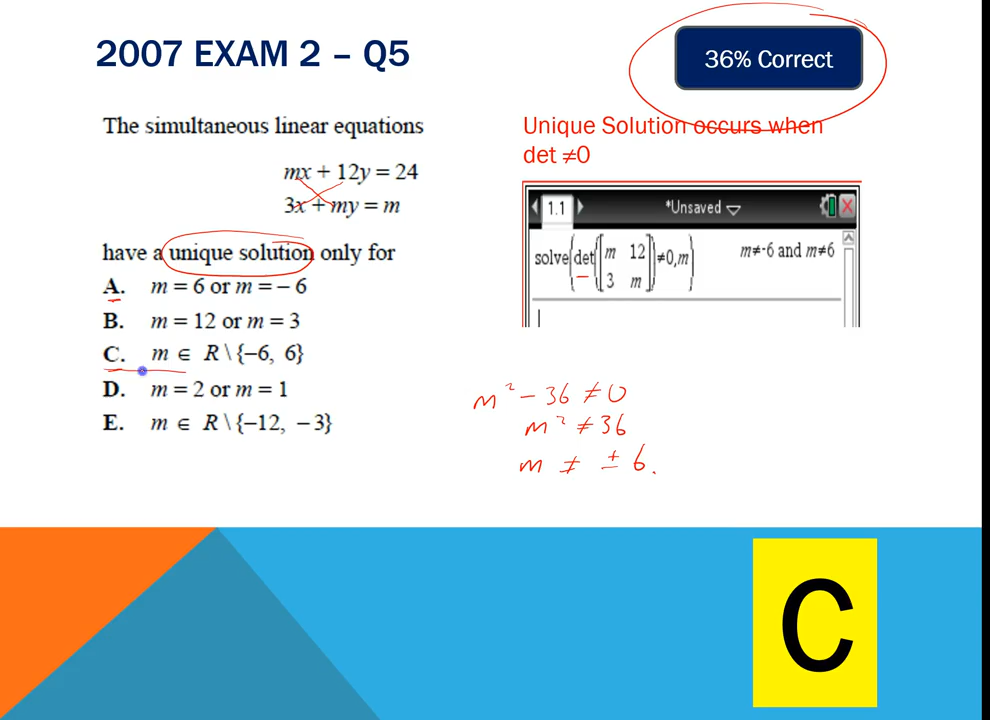 2007 EXAM 2 – Q5
36% Correct
The simultaneous linear equations
mx + 12y = 24
3x + my = m
have a unique solution only for
A. m = 6 or m = – 6
B. m = 12 or m = 3
C. m ∈ R \ {–6, 6}
D. m = 2 or m = 1
E. m ∈ R \ {–12, – 3}
Unique Solution occurs when
det ≠0
1.1
*Unsaved
solve(det([m 12
3 m])≠0,m)
m≠-6 and m≠6
m² – 36 ≠ 0
m² ≠ 36
m ≠ ± 6.
C